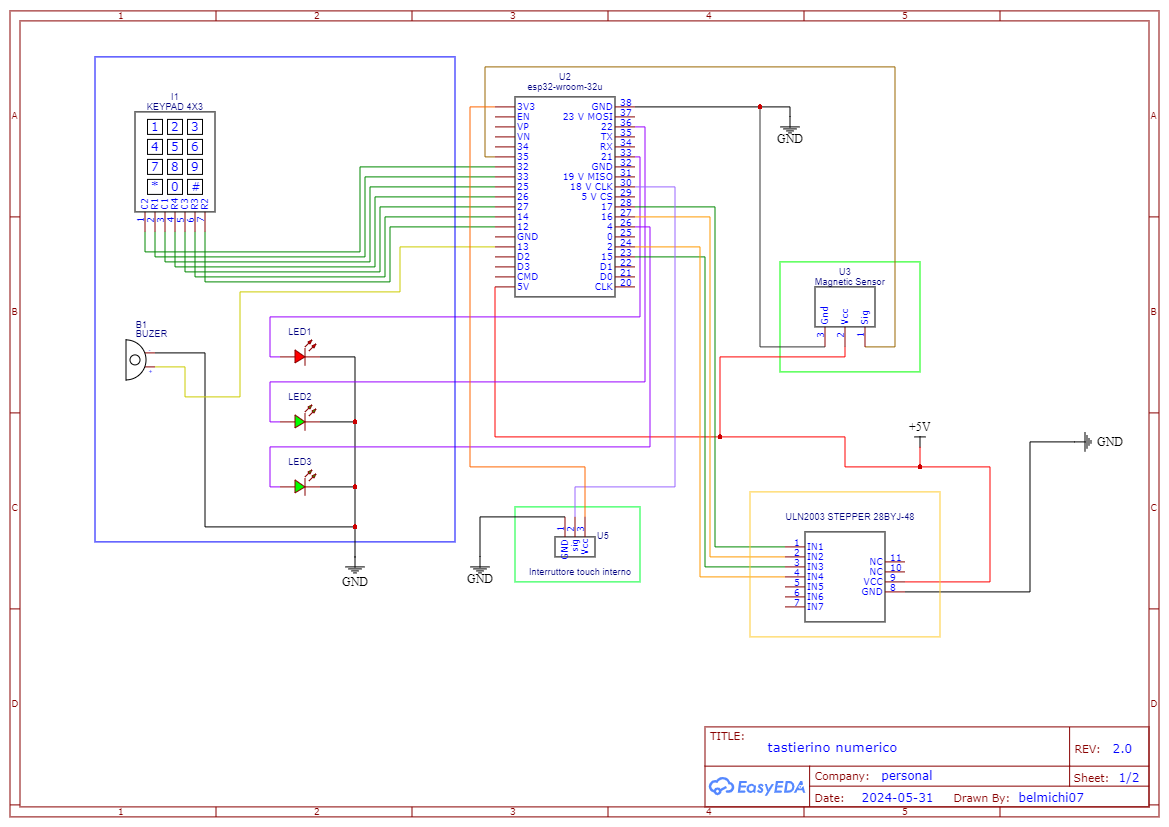 1 2 3 4 5
A A
B B
C C
D D
1 2 3 4 5
I1
KEYPAD 4X3
1 2 3
4 5 6
7 8 9
* 0 #
C2 R1 C1 R4 C3 R3 R2
1 2 3 4 5 6 7
B1
BUZER
- +
LED1
LED2
LED3
GND
U2
esp32-wroom-32u
3V3 GND 38
EN 23 V MOSI 37
VP 22 36
VN TX 35
34 RX 34
35 21 33
32 GND 32
33 19 V MISO 31
25 18 V CLK 30
26 5 V CS 29
27 17 28
14 16 27
12 4 26
GND 0 25
13 2 24
D2 15 23
D3 D1 22
CMD D0 21
5V CLK 20
GND
U3
Magnetic Sensor
Gnd Vcc Sig
3 2 1
+5V
GND
1 2 3
GND sig Vcc
U5
Interruttore touch interno
GND
ULN2003 STEPPER 28BYJ-48
1 IN1
2 IN2
3 IN3 NC 11
4 IN4 NC 10
5 IN5 VCC 9
6 IN6 GND 8
7 IN7
TITLE:
tastierino numerico
REV: 2.0
EasyEDA
Company: personal
Sheet: 1/2
Date: 2024-05-31 Drawn By: belmichi07